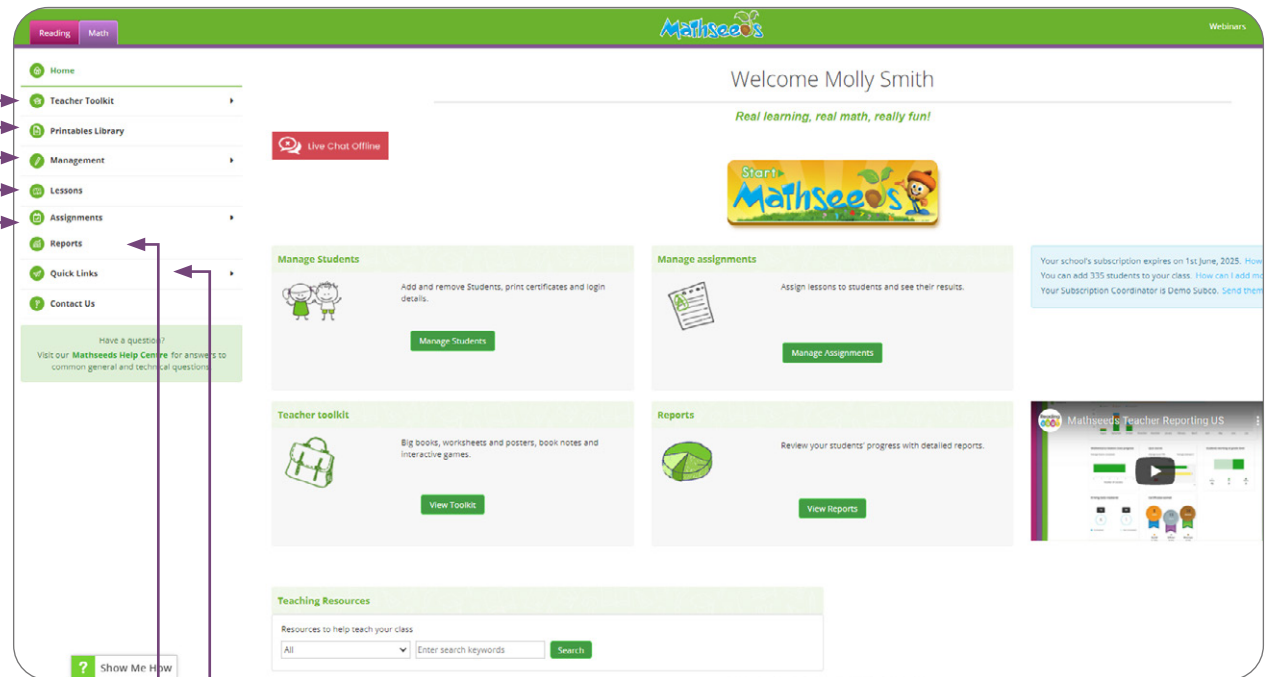 Reading Math
Mathseeds
Webinars
Home
Teacher Toolkit
Printables Library
Management
Lessons
Assignments
Reports
Quick Links
Contact Us
Have a question?
Visit our Mathseeds Help Centre for answers to
common general and technical questions
Show Me How
Welcome Molly Smith
Real learning, real math, really fun!
Live Chat Offline
Start
Mathseeds
Manage Students
Add and remove Students, print certificates and login
details.
Manage Students
Manage assignments
Assign lessons to students and see their results.
Manage Assignments
Your school's subscription expires on 1st June, 2025. How
You can add 335 students to your class. How can I add mo
Your Subscription Coordinator is Demo Subco. Send them
Teacher toolkit
Big books, worksheets and posters, book notes and
interactive games.
View Toolkit
Reports
Review your students' progress with detailed reports.
View Reports
Mathseeds Teacher Reporting US
Teaching Resources
Resources to help teach your class
All
Enter search keywords
Search